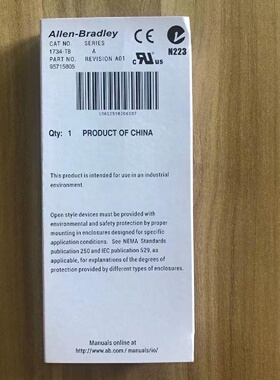 Allen-Bradley
CAT NO. SERIES
1734-TB A
PART NO. REVISION A01
95715805
c UL us
N223
Qty: 1 PRODUCT OF CHINA
This product is intended for use in an industrial
environment.
Open style devices must be provided with
environmental and safety protection by proper
mounting in enclosures designed for specific
application conditions. See NEMA Standards
publication 250 and IEC publication 529, as
applicable, for explanations of the degrees of
protection provided by different types of enclosures.
Manuals online at
http://www.ab.com/manuals/io/